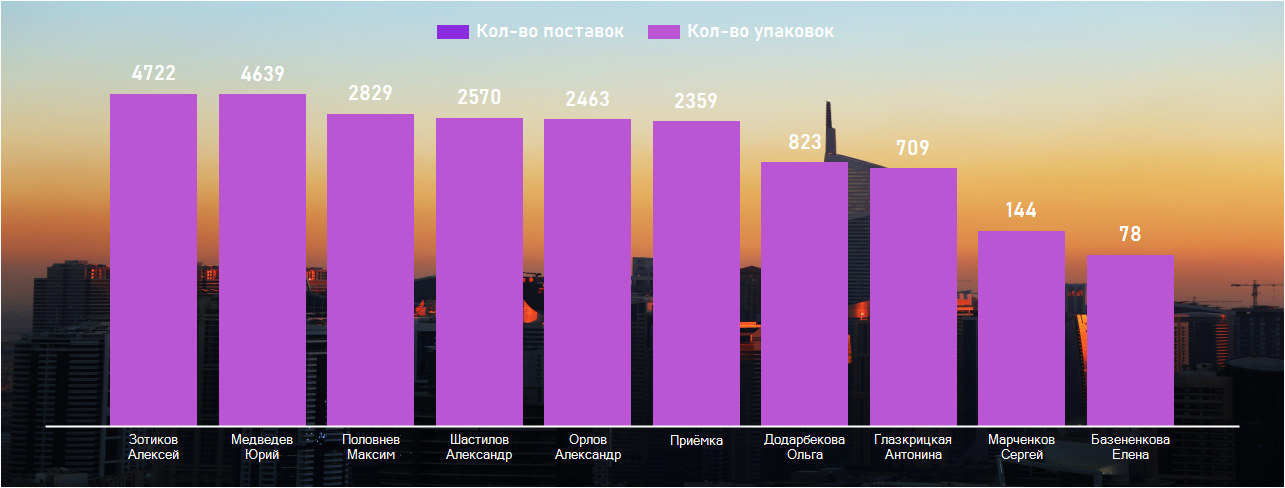 Кол-во поставок Кол-во упаковок
4722 4639 2829 2570 2463 2359 823 709 144 78
Зотиков Медведев Половнев Шастилов Орлов Приёмка Додарбекова Глазкрицкая Марченков Базененкова
Алексей Юрий Максим Александр Александр Ольга Антонина Сергей Елена